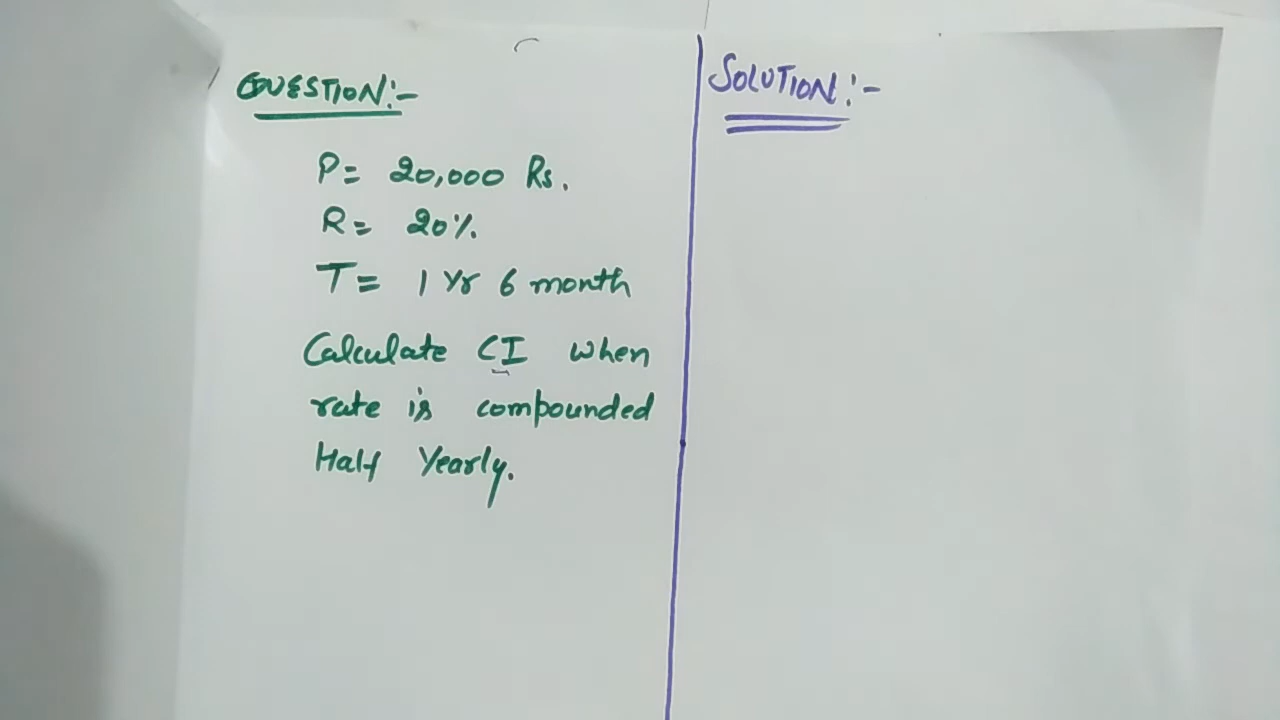 QUESTION:-
P= 20,000 Rs.
R= 20%.
T= 1 Yr 6 month
Calculate CI when
rate is compounded
Half Yearly.
SOLUTION:-